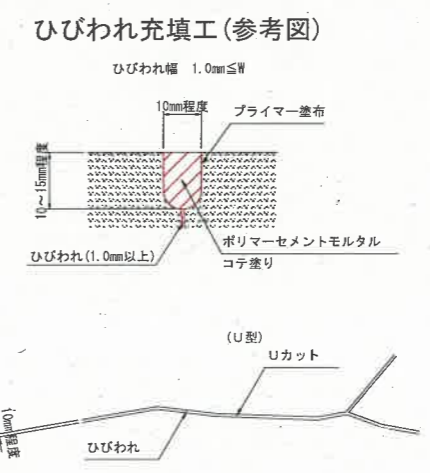 ひびわれ充填工(参考図)
ひびわれ幅 1.0mm≦W
10mm程度
プライマー塗布
10～15mm程度
ポリマーセメントモルタル
コテ塗り
ひびわれ(1.0mm以上)
(U型)
Uカット
10mm程度
ひびわれ